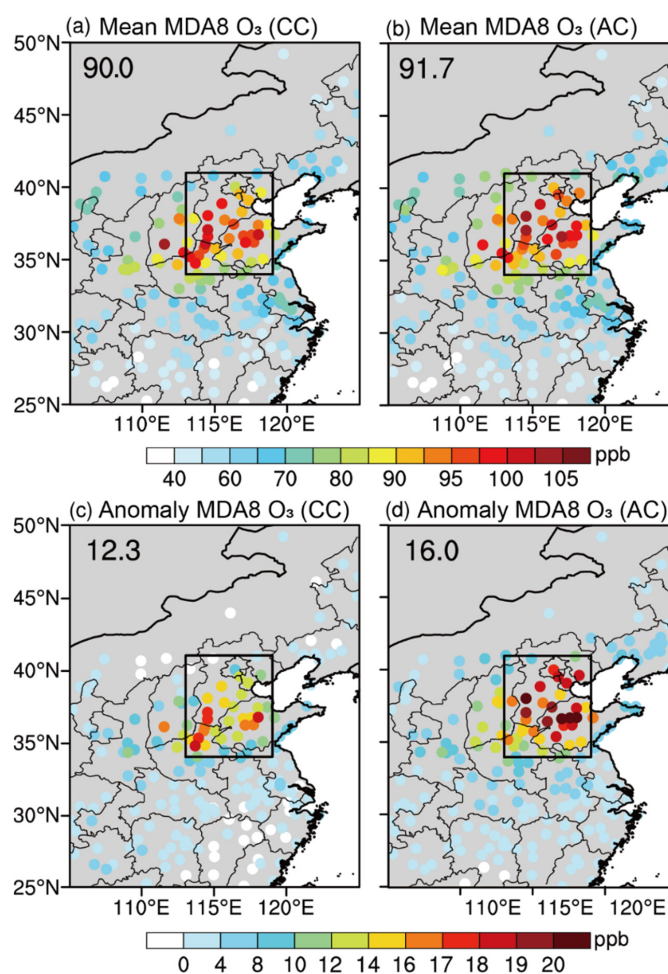 (a) Mean MDA8 O₃ (CC)
(b) Mean MDA8 O₃ (AC)
50°N
45°N
40°N
35°N
30°N
25°N
90.0
91.7
110°E 115°E 120°E
110°E 115°E 120°E
40 60 70 80 90 95 100 105 ppb
(c) Anomaly MDA8 O₃ (CC)
(d) Anomaly MDA8 O₃ (AC)
50°N
45°N
40°N
35°N
30°N
25°N
12.3
16.0
110°E 115°E 120°E
110°E 115°E 120°E
0 4 8 10 12 14 16 17 18 19 20 ppb